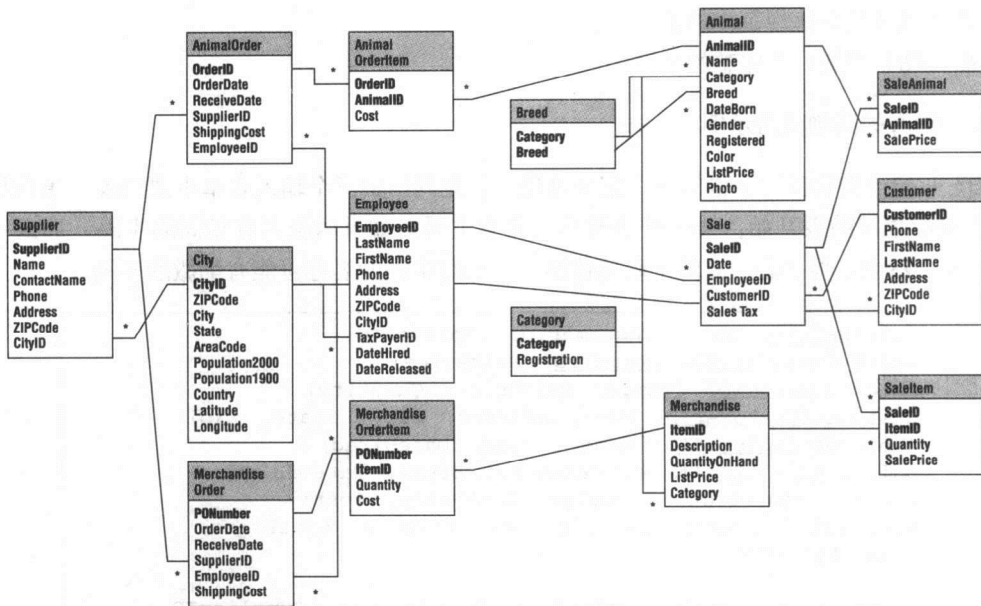 AnimalOrder
OrderID
OrderDate
ReceiveDate
SupplierID
ShippingCost
EmployeeID
Animal
OrderItem
OrderID
AnimalID
Cost
Breed
Category
Breed
Animal
AnimalID
Name
Category
Breed
DateBorn
Gender
Registered
Color
ListPrice
Photo
SaleAnimal
SaleID
AnimalID
SalePrice
Supplier
SupplierID
Name
ContactName
Phone
Address
ZIPCode
CityID
City
CityID
ZIPCode
City
State
AreaCode
Population2000
Population1900
Country
Latitude
Longitude
Employee
EmployeeID
LastName
FirstName
Phone
Address
ZIPCode
CityID
TaxPayerID
DateHired
DateReleased
Sale
SaleID
Date
EmployeeID
CustomerID
Sales Tax
Customer
CustomerID
Phone
FirstName
LastName
Address
ZIPCode
CityID
Category
Category
Registration
Merchandise
Order
PONumber
OrderDate
ReceiveDate
SupplierID
EmployeeID
ShippingCost
Merchandise
OrderItem
PONumber
ItemID
Quantity
Cost
Merchandise
ItemID
Description
QuantityOnHand
ListPrice
Category
SaleItem
SaleID
ItemID
Quantity
SalePrice